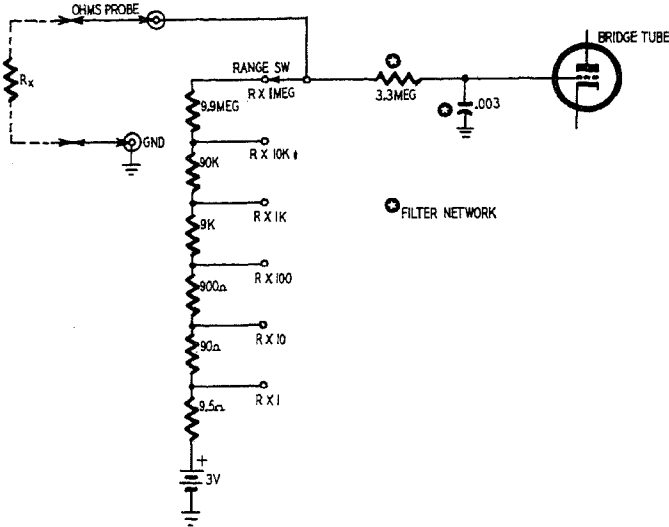 OHMS PROBE
Rx
GND
RANGE SW
R X 1MEG
9.9MEG
R X 10K
90K
R X 1K
9K
R X 100
900Ω
R X 10
90Ω
R X 1
9.5Ω
+
3V
3.3MEG
.003
BRIDGE TUBE
FILTER NETWORK